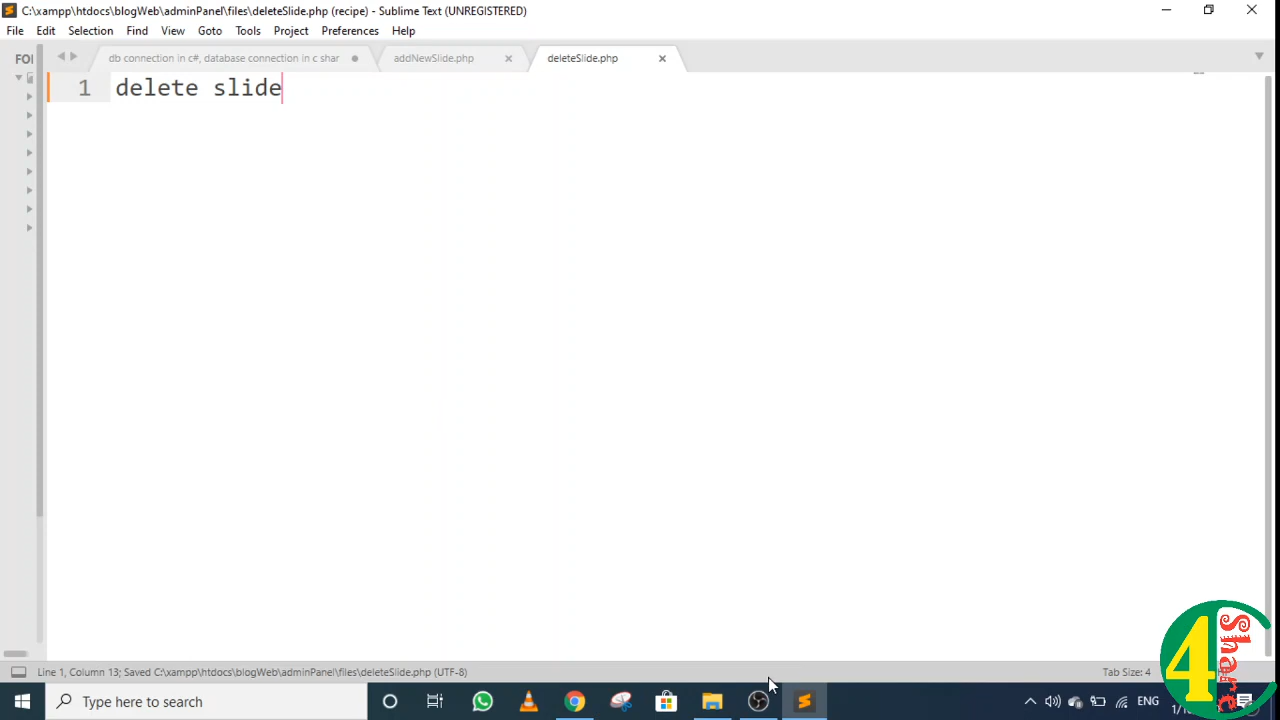 C:\xampp\htdocs\blogWeb\adminPanel\files\deleteSlide.php (recipe) - Sublime Text (UNREGISTERED)
File Edit Selection Find View Goto Tools Project Preferences Help
FOI
db connection in c#, database connection in c shar
addNewSlide.php
deleteSlide.php
1 delete slide
Line 1, Column 13; Saved C:\xampp\htdocs\blogWeb\adminPanel\files\deleteSlide.php (UTF-8)
Tab Size: 4
4 Share
Type here to search
ENG